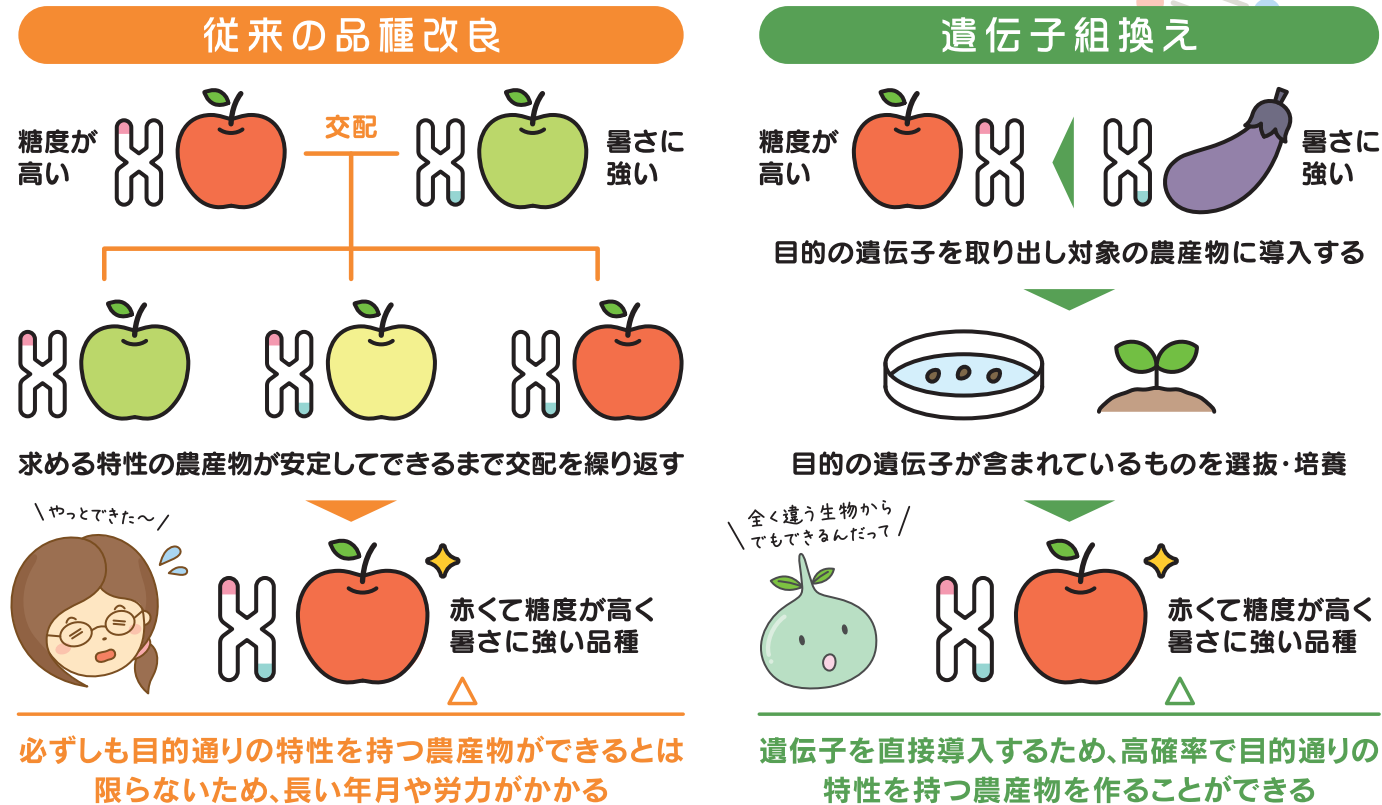 従来の品種改良
糖度が
高い
交配
暑さに
強い
求める特性の農産物が安定してできるまで交配を繰り返す
やっとできた〜
赤くて糖度が高く
暑さに強い品種
必ずしも目的通りの特性を持つ農産物ができるとは
限らないため、長い年月や労力がかかる
遺伝子組換え
糖度が
高い
暑さに
強い
目的の遺伝子を取り出し対象の農産物に導入する
目的の遺伝子が含まれているものを選抜・培養
全く違う生物から
でもできるんだって
赤くて糖度が高く
暑さに強い品種
遺伝子を直接導入するため、高確率で目的通りの
特性を持つ農産物を作ることができる